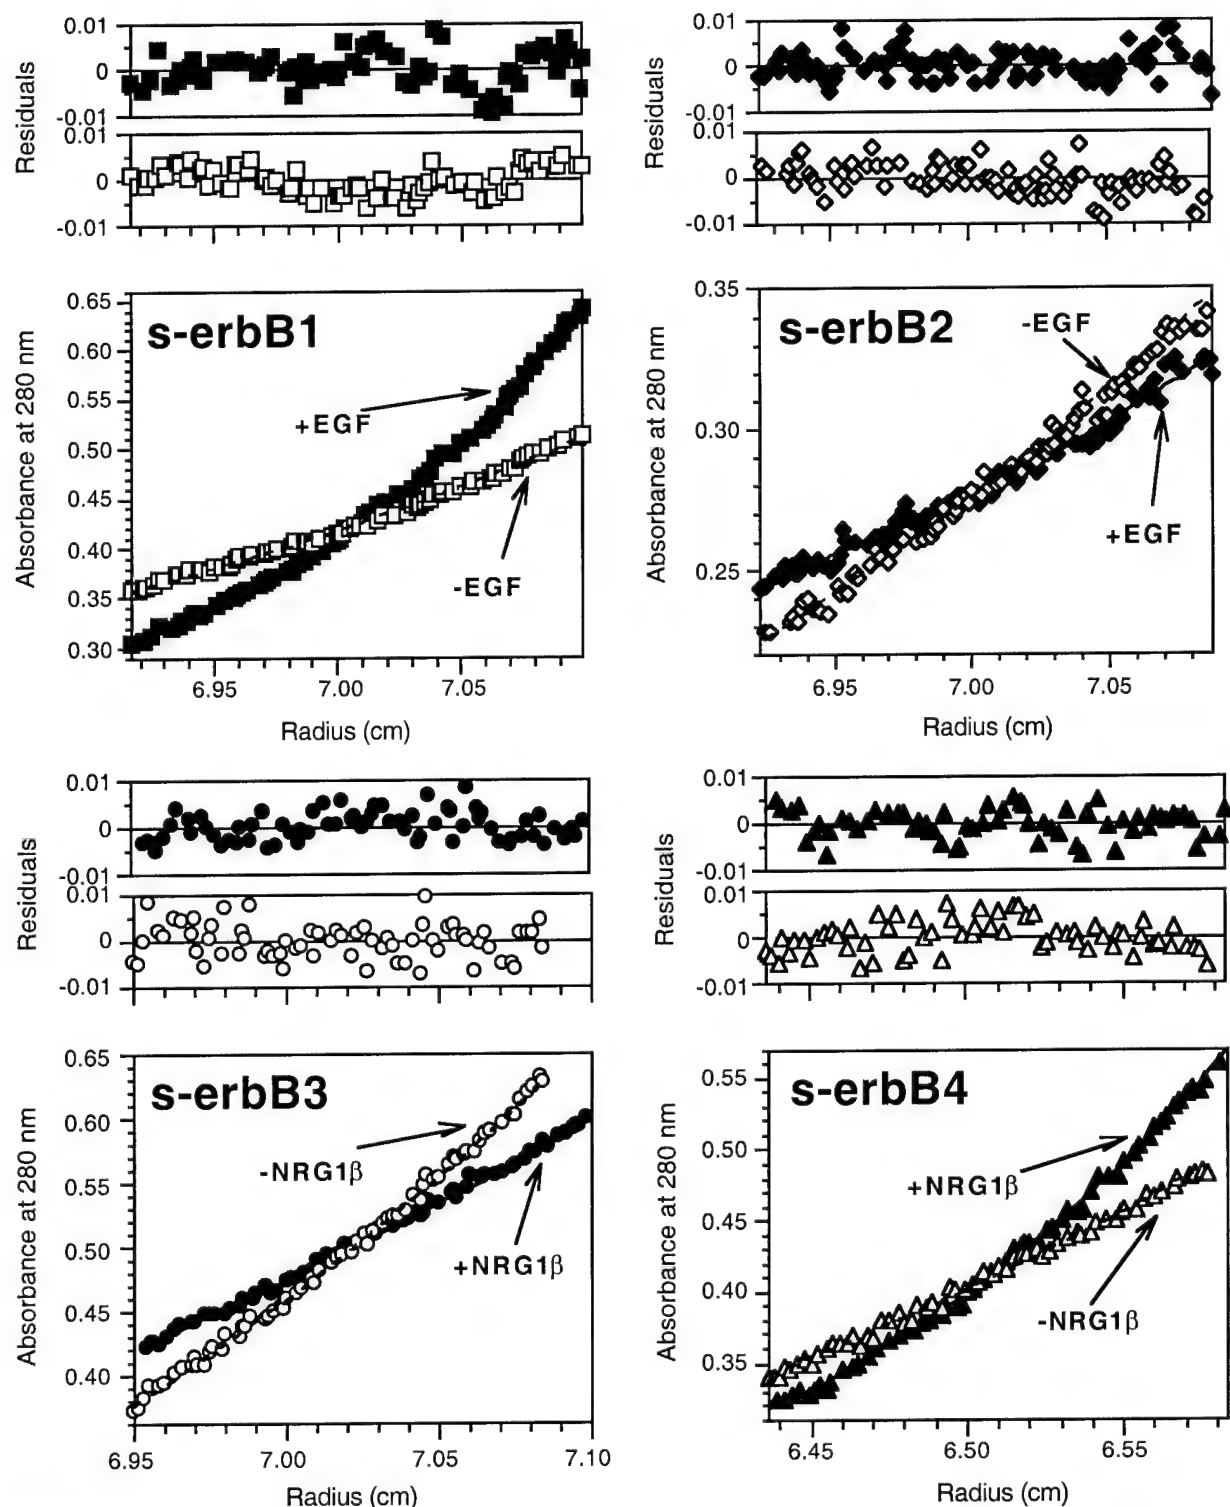 0.01
0
-0.01
Residuals
0.01
0
-0.01
0.01
0
-0.01
Residuals
0.01
0
-0.01
s-erbB1
0.65
0.60
0.55
0.50
0.45
0.40
0.35
0.30
Absorbance at 280 nm
+EGF
-EGF
6.95
7.00
7.05
Radius (cm)
s-erbB2
0.35
0.30
0.25
Absorbance at 280 nm
-EGF
+EGF
6.95
7.00
7.05
Radius (cm)
0.01
0
-0.01
Residuals
0.01
0
-0.01
0.01
0
-0.01
Residuals
0.01
0
-0.01
s-erbB3
0.65
0.60
0.55
0.50
0.45
0.40
Absorbance at 280 nm
-NRG1β
+NRG1β
6.95
7.00
7.05
7.10
Radius (cm)
s-erbB4
0.55
0.50
0.45
0.40
0.35
Absorbance at 280 nm
+NRG1β
-NRG1β
6.45
6.50
6.55
Radius (cm)